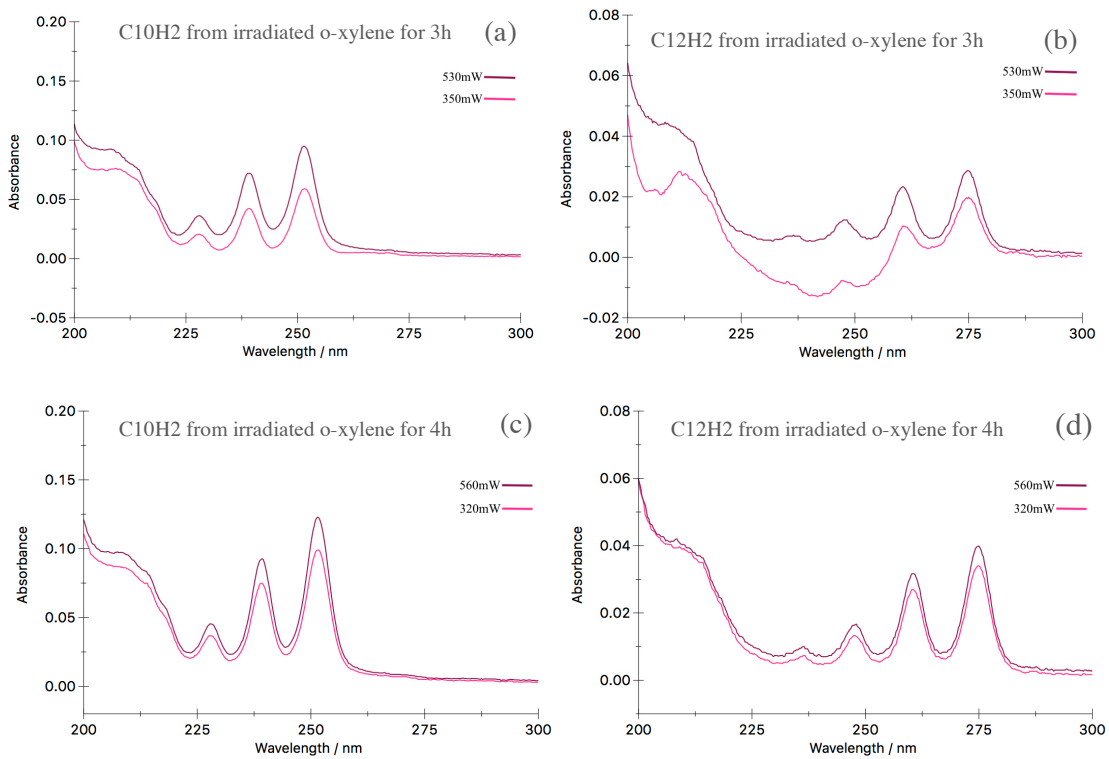 C10H2 from irradiated o-xylene for 3h (a)
530mW
350mW
0.20
0.15
0.10
0.05
0.00
-0.05
Absorbance
200 225 250 275 300
Wavelength / nm
C12H2 from irradiated o-xylene for 3h (b)
530mW
350mW
0.08
0.06
0.04
0.02
0.00
-0.02
Absorbance
200 225 250 275 300
Wavelength / nm
C10H2 from irradiated o-xylene for 4h (c)
560mW
320mW
0.20
0.15
0.10
0.05
0.00
Absorbance
200 225 250 275 300
Wavelength / nm
C12H2 from irradiated o-xylene for 4h (d)
560mW
320mW
0.08
0.06
0.04
0.02
0.00
Absorbance
200 225 250 275 300
Wavelength / nm